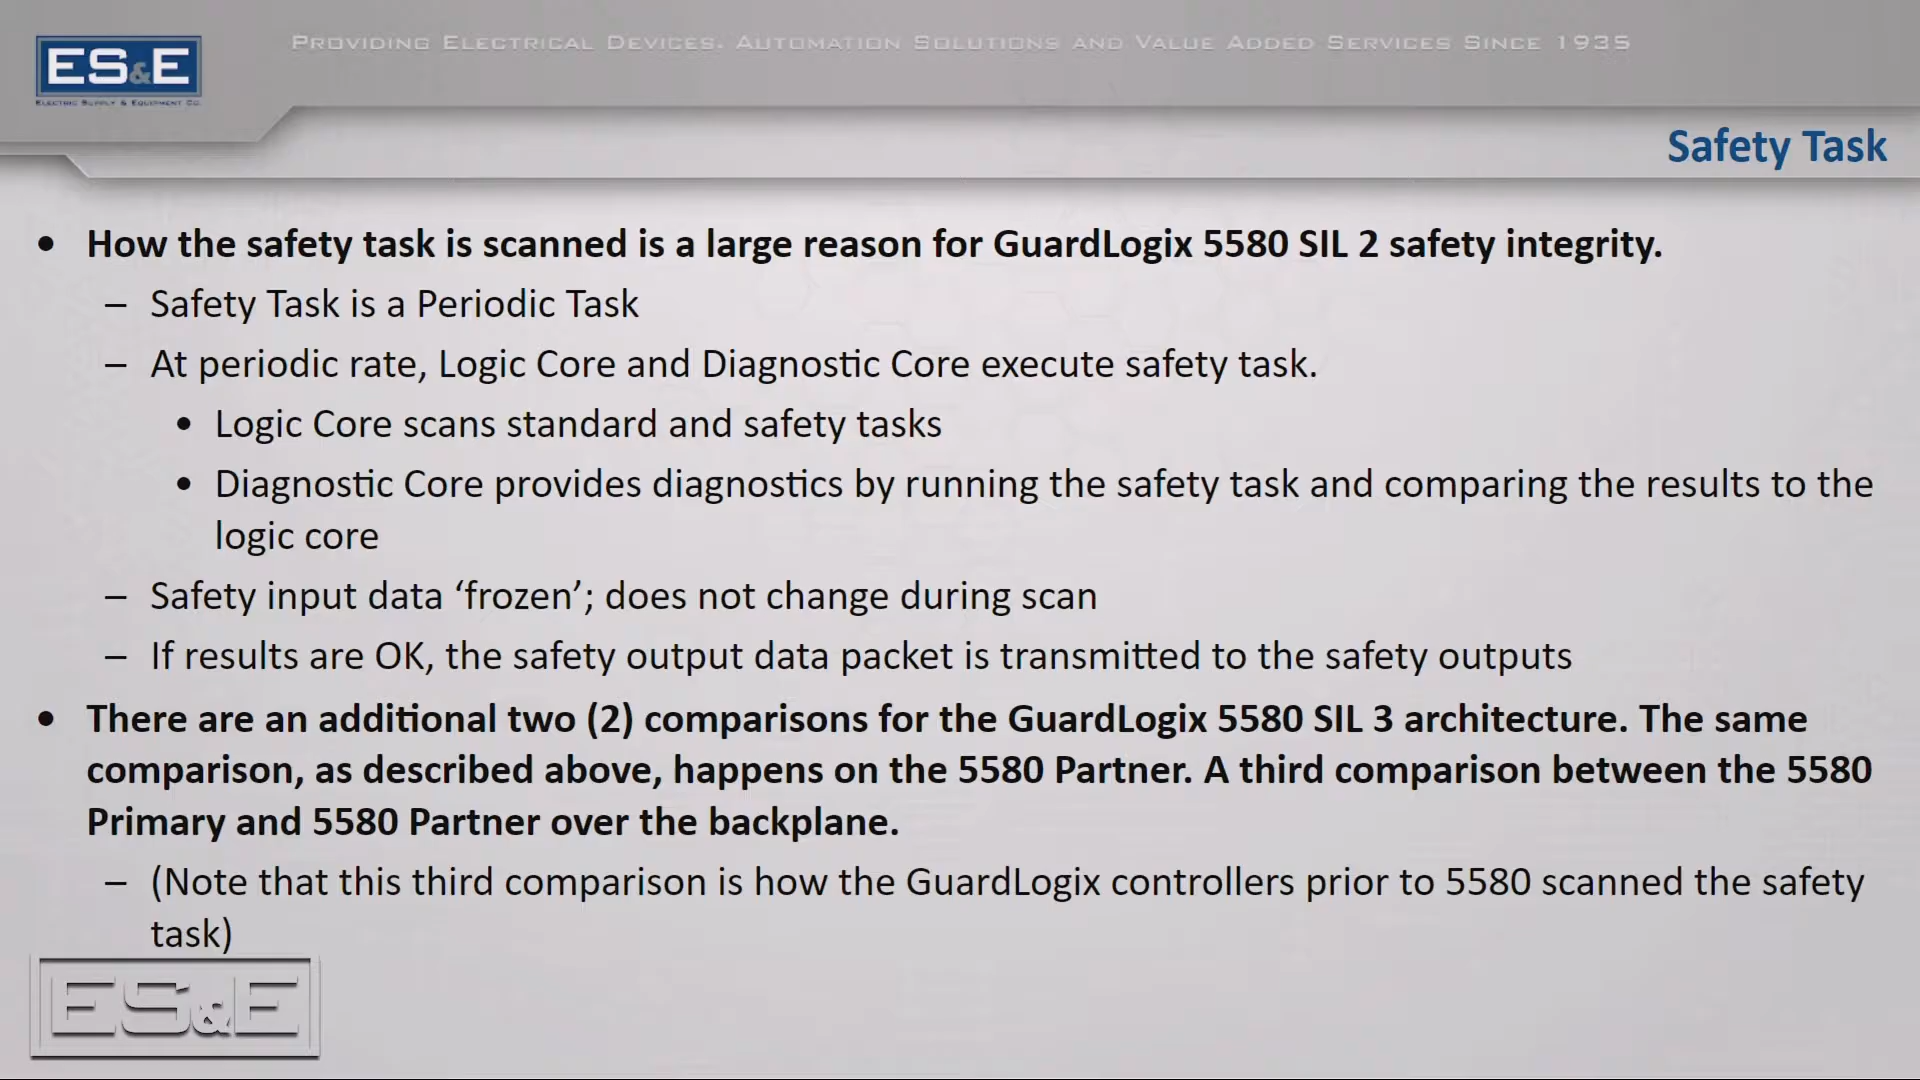 PROVIDING ELECTRICAL DEVICES, AUTOMATION SOLUTIONS AND VALUE ADDED SERVICES SINCE 1935
ES&E
ELECTRIC SUPPLY & EQUIPMENT CO.
Safety Task
• How the safety task is scanned is a large reason for GuardLogix 5580 SIL 2 safety integrity.
– Safety Task is a Periodic Task
– At periodic rate, Logic Core and Diagnostic Core execute safety task.
• Logic Core scans standard and safety tasks
• Diagnostic Core provides diagnostics by running the safety task and comparing the results to the
logic core
– Safety input data ‘frozen’; does not change during scan
– If results are OK, the safety output data packet is transmitted to the safety outputs
• There are an additional two (2) comparisons for the GuardLogix 5580 SIL 3 architecture. The same
comparison, as described above, happens on the 5580 Partner. A third comparison between the 5580
Primary and 5580 Partner over the backplane.
– (Note that this third comparison is how the GuardLogix controllers prior to 5580 scanned the safety
task)
ES&E